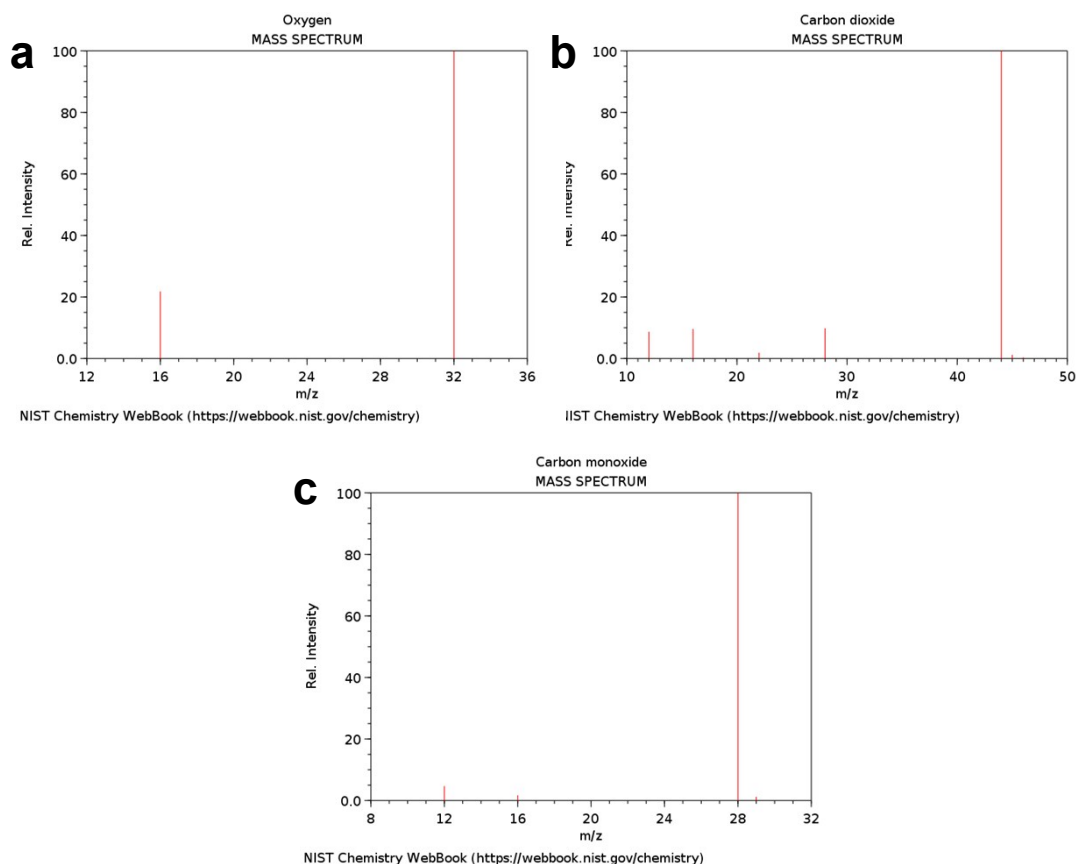 a
Oxygen
MASS SPECTRUM
100
80
60
40
20
0.0
Rel. Intensity
12 16 20 24 28 32 36
m/z
NIST Chemistry WebBook (https://webbook.nist.gov/chemistry)
b
Carbon dioxide
MASS SPECTRUM
100
80
60
40
20
0.0
Rel. Intensity
10 20 30 40 50
m/z
IIST Chemistry WebBook (https://webbook.nist.gov/chemistry)
c
Carbon monoxide
MASS SPECTRUM
100
80
60
40
20
0.0
Rel. Intensity
8 12 16 20 24 28 32
m/z
NIST Chemistry WebBook (https://webbook.nist.gov/chemistry)